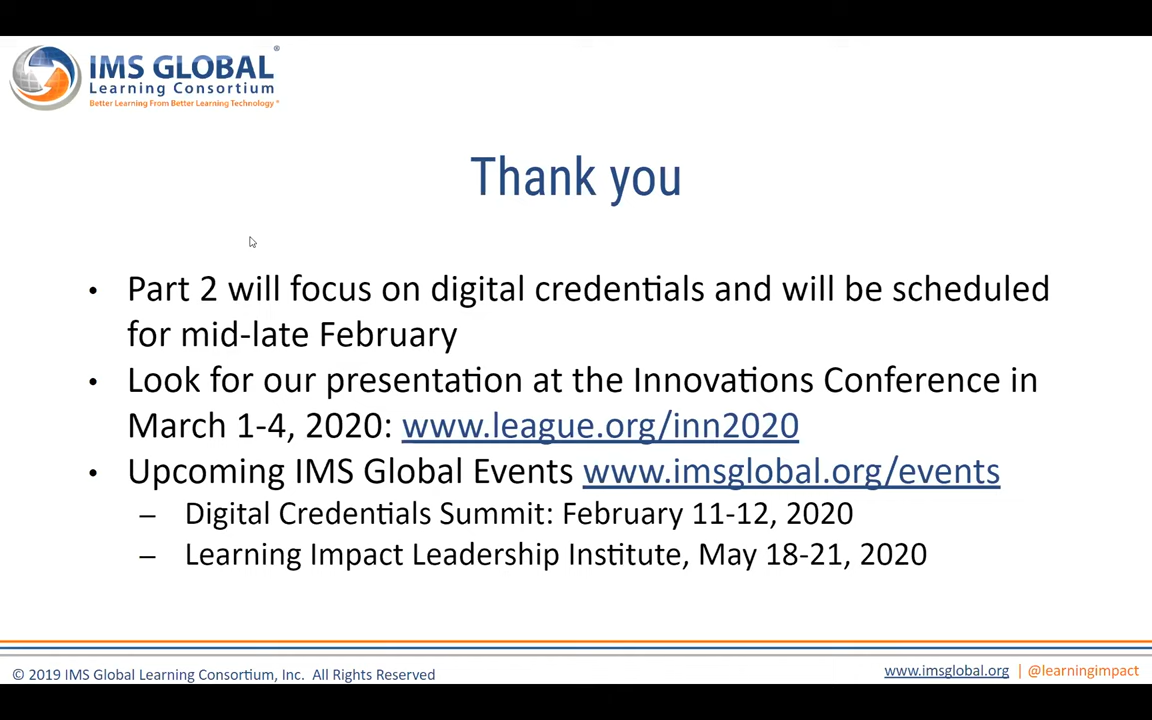 IMS GLOBAL®
Learning Consortium
Better Learning From Better Learning Technology®
Thank you
• Part 2 will focus on digital credentials and will be scheduled
for mid-late February
• Look for our presentation at the Innovations Conference in
March 1-4, 2020: www.league.org/inn2020
• Upcoming IMS Global Events www.imsglobal.org/events
– Digital Credentials Summit: February 11-12, 2020
– Learning Impact Leadership Institute, May 18-21, 2020
© 2019 IMS Global Learning Consortium, Inc. All Rights Reserved
www.imsglobal.org | @learningimpact